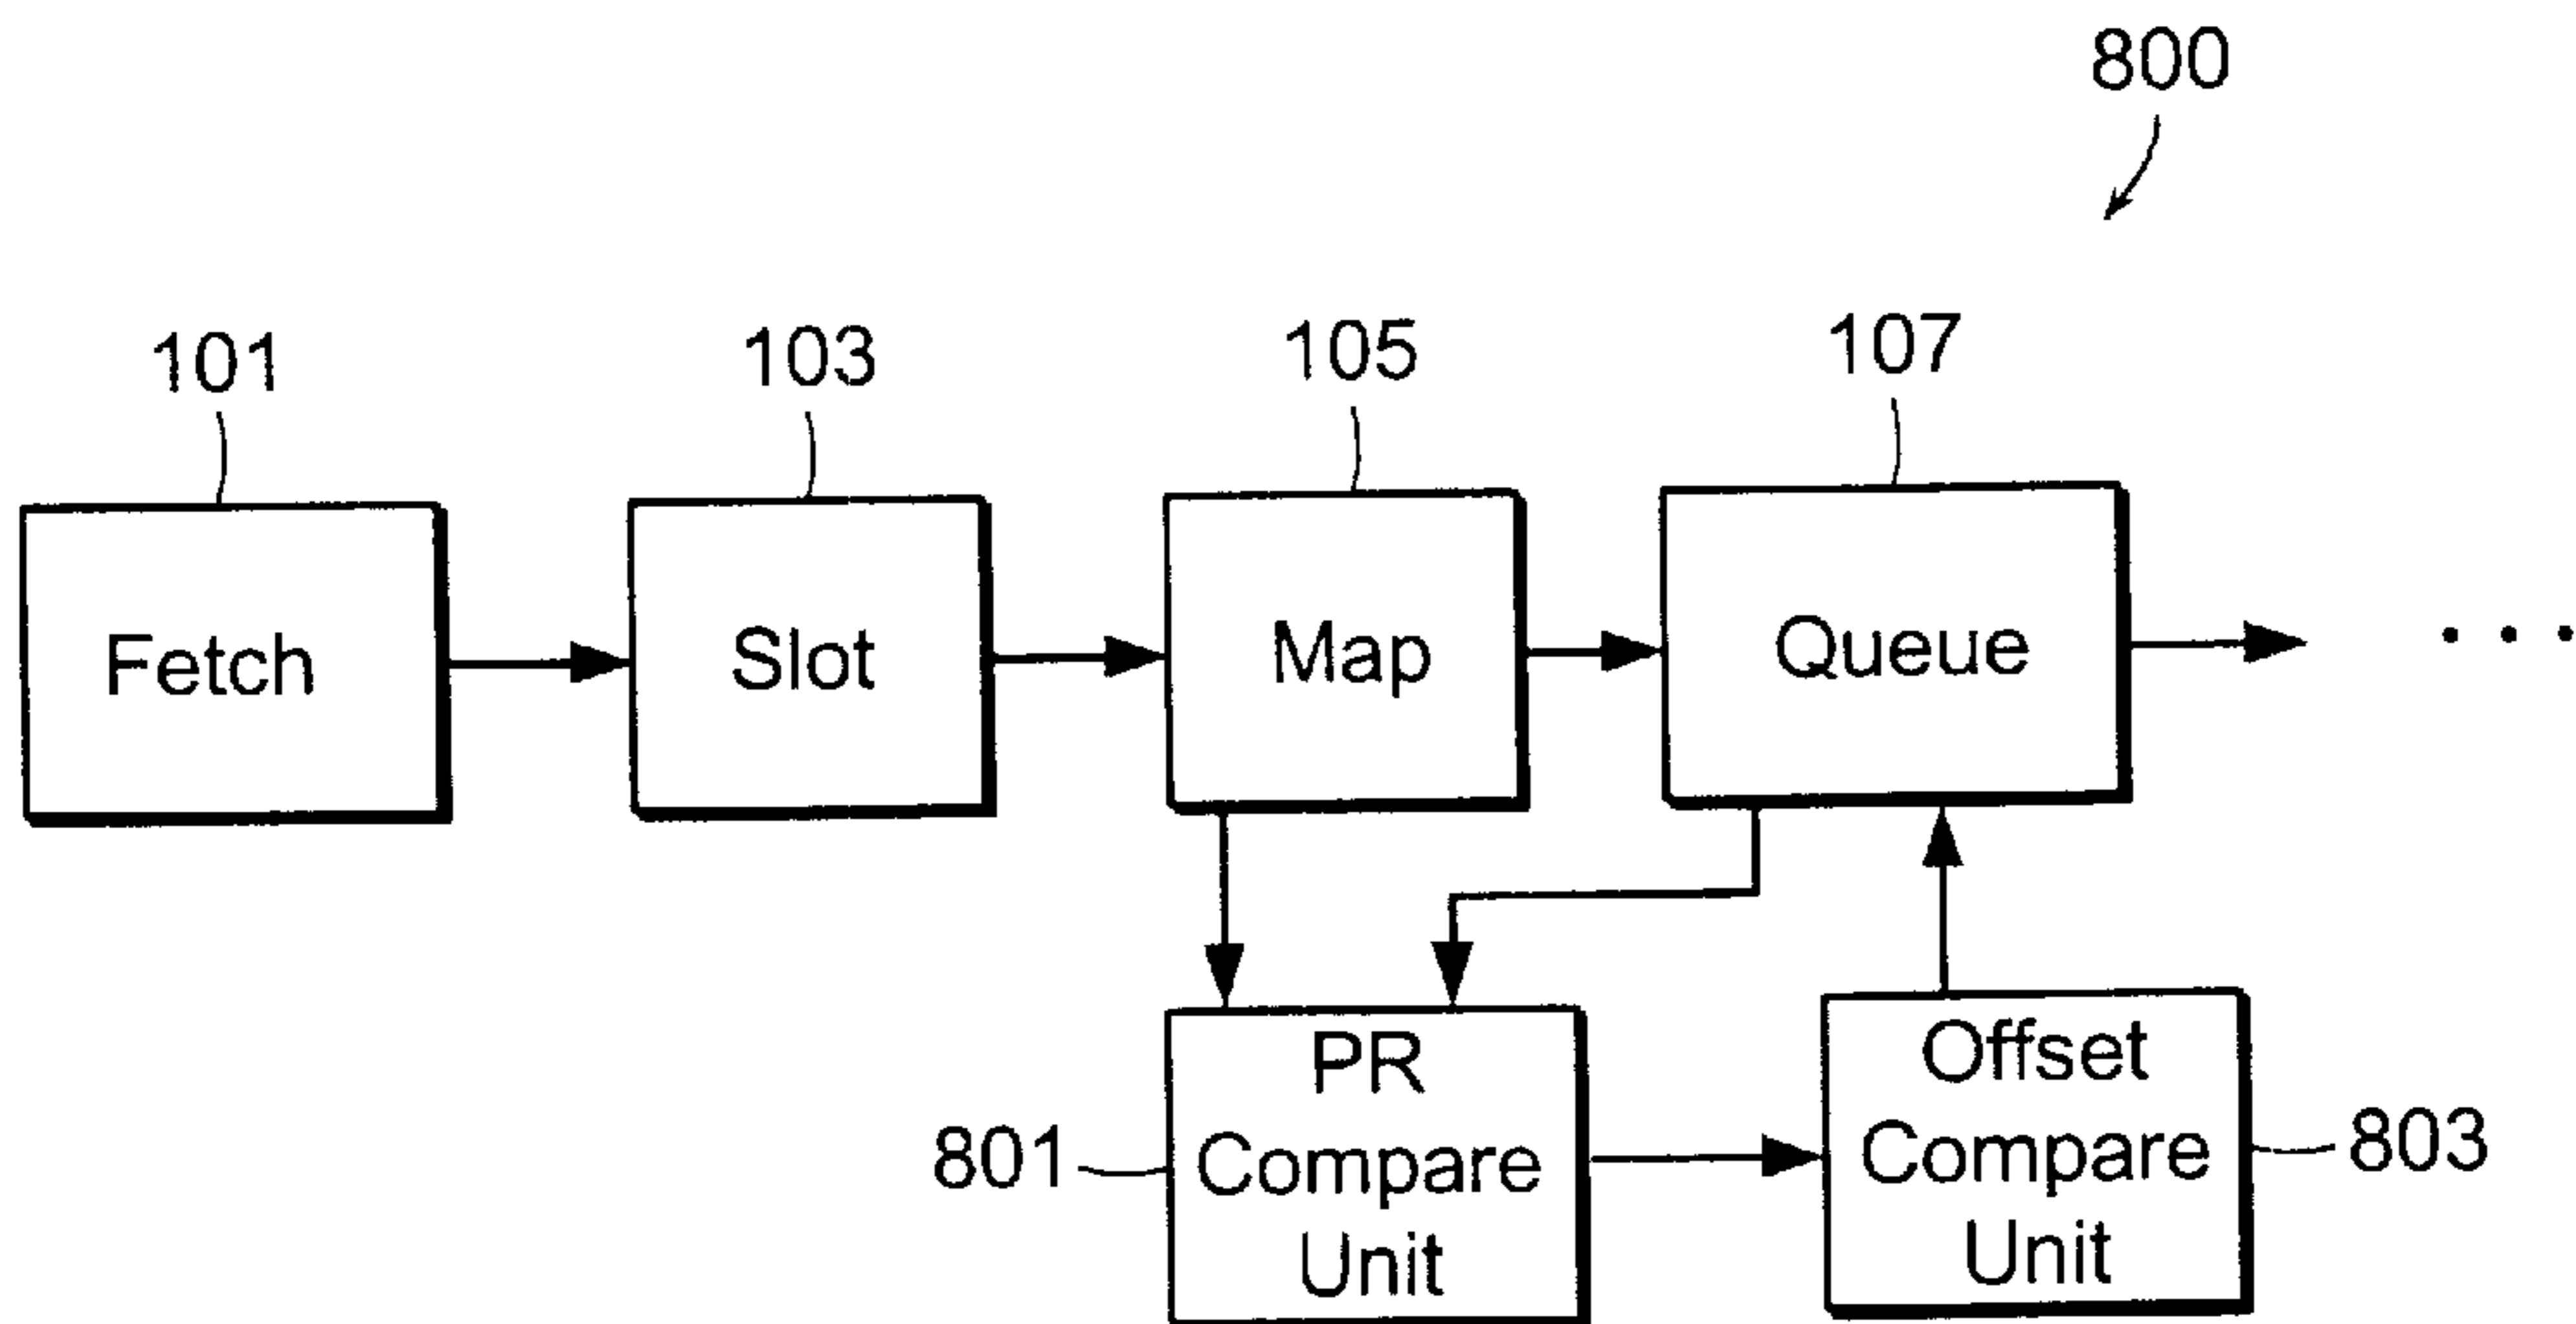 800
101
103
105
107
Fetch
Slot
Map
Queue
. . .
PR
Compare
Unit
801
Offset
Compare
Unit
803